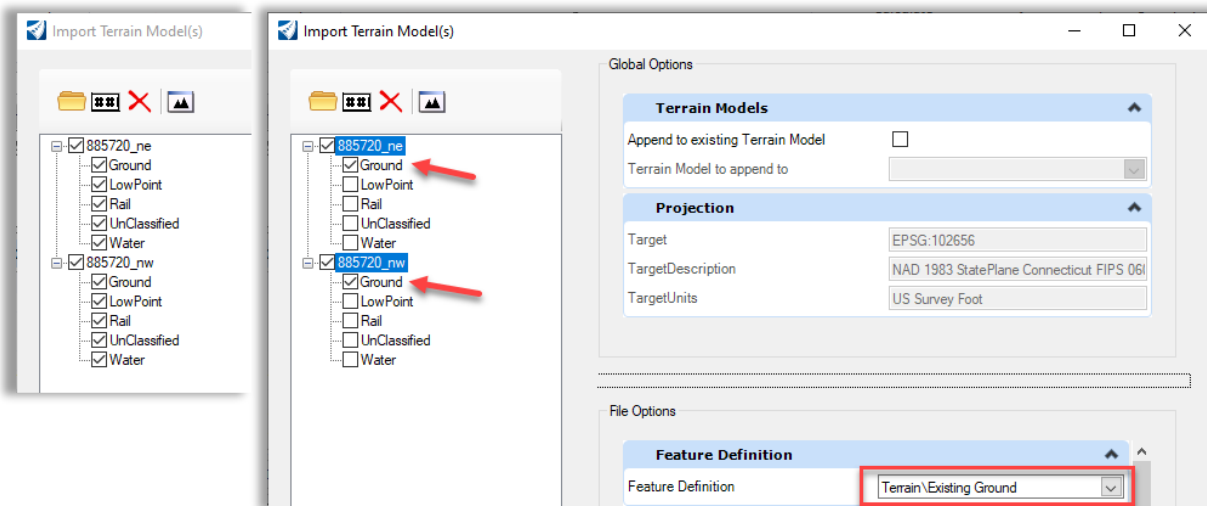 Import Terrain Model(s)
885720_ne
Ground
LowPoint
Rail
UnClassified
Water
885720_nw
Ground
LowPoint
Rail
UnClassified
Water
Import Terrain Model(s)
885720_ne
Ground
LowPoint
Rail
UnClassified
Water
885720_nw
Ground
LowPoint
Rail
UnClassified
Water
Global Options
Terrain Models
Append to existing Terrain Model
Terrain Model to append to
Projection
Target EPSG:102656
TargetDescription NAD 1983 StatePlane Connecticut FIPS
TargetUnits US Survey Foot
File Options
Feature Definition
Feature Definition Terrain\Existing Ground